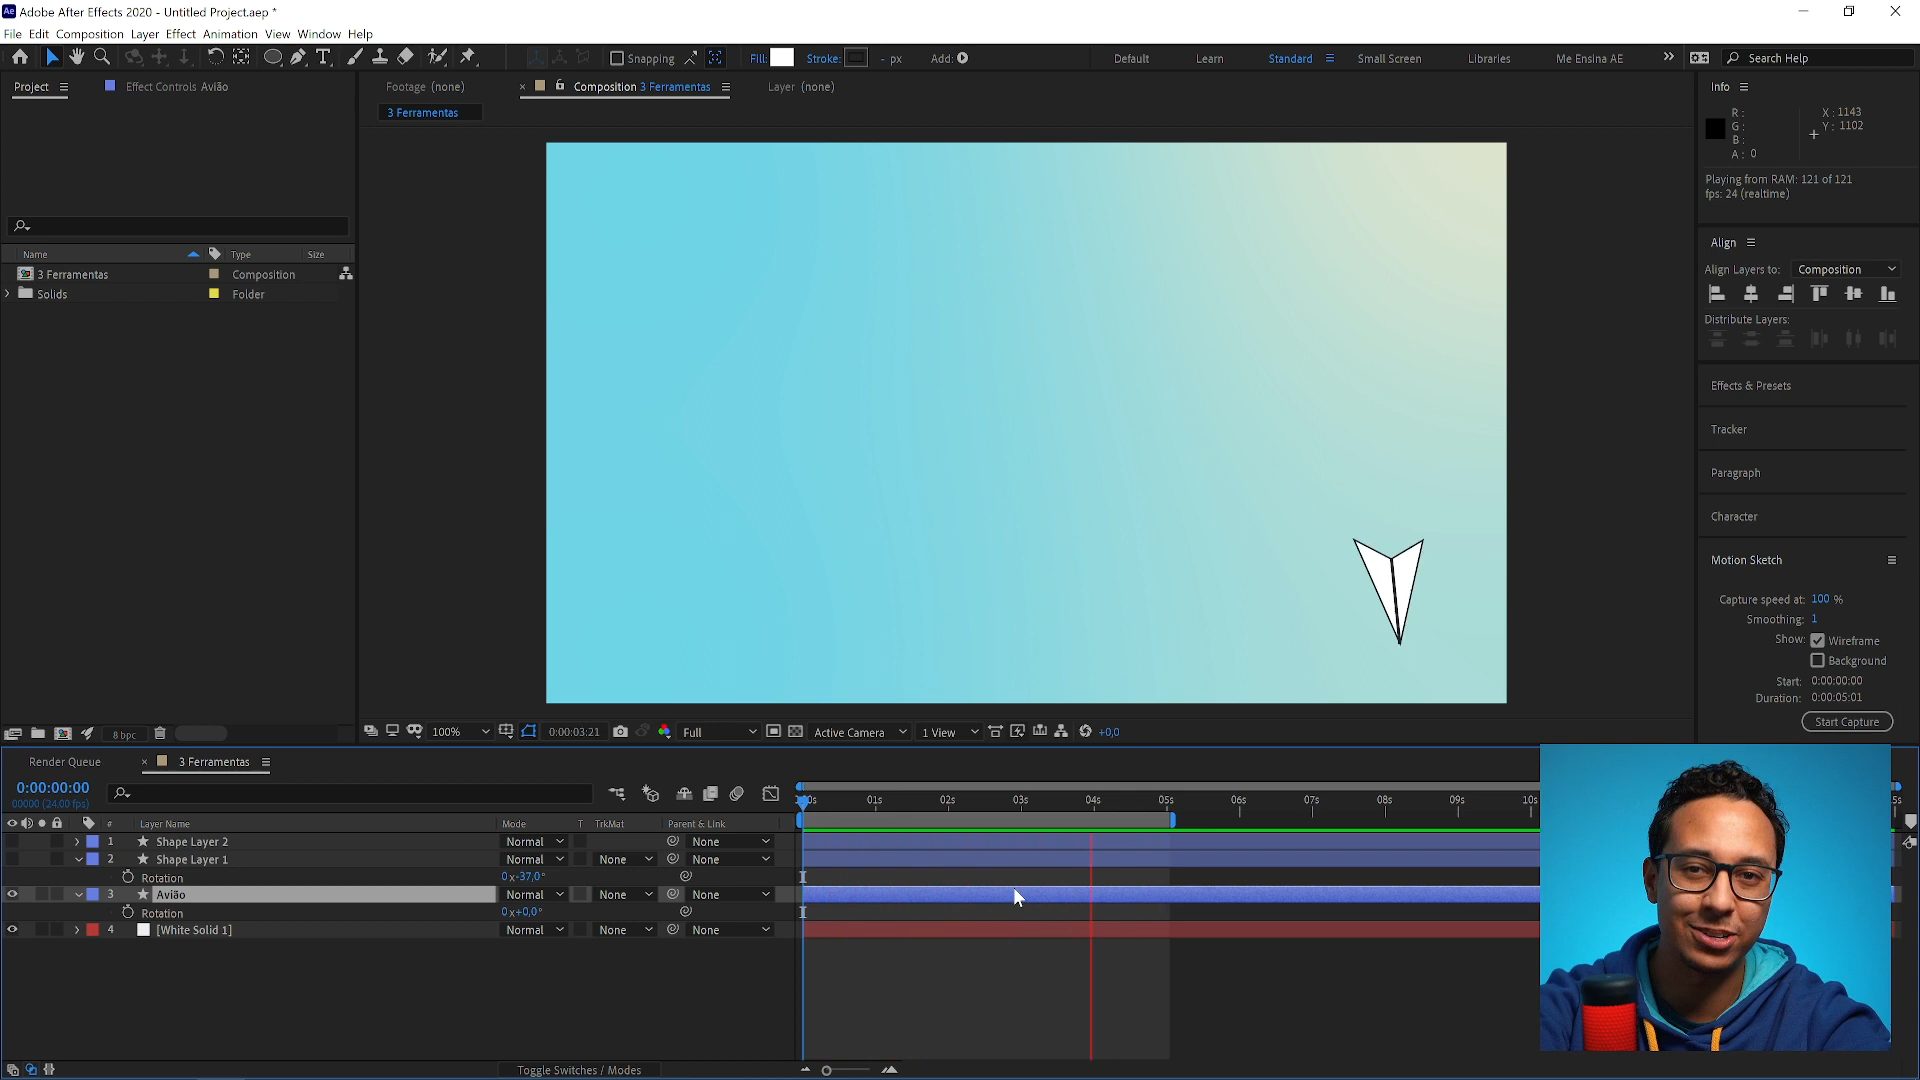 Ae Adobe After Effects 2020 - Untitled Project.aep *
File Edit Composition Layer Effect Animation View Window Help
Snapping Fill: Stroke: - px Add: Default Learn Standard Small Screen Libraries Me Ensina AE Search Help
Project Effect Controls Avião
Footage (none) × Composition 3 Ferramentas Layer (none)
3 Ferramentas
Name Type Size
3 Ferramentas Composition
Solids Folder
8 bpc
100% 0:00:03:21 Full Active Camera 1 View +0,0
Info
R:
G:
B:
A: 0
X: 1143
Y: 1102
Playing from RAM: 121 of 121
fps: 24 (realtime)
Align
Align Layers to: Composition
Distribute Layers:
Effects & Presets
Tracker
Paragraph
Character
Motion Sketch
Capture speed at: 100 %
Smoothing: 1
Show: Wireframe
Background
Start: 0:00:00:00
Duration: 0:00:05:01
Start Capture
Render Queue × 3 Ferramentas
0:00:00:00
00000 (24.00 fps)
01s 02s 03s 04s 05s 06s 07s 08s 09s 10s 5s
# Layer Name Mode T TrkMat Parent & Link
1 Shape Layer 2 Normal None
2 Shape Layer 1 Normal None None
Rotation 0x-37,0°
3 Avião Normal None None
Rotation 0x+0,0°
4 [White Solid 1] Normal None None
Toggle Switches / Modes